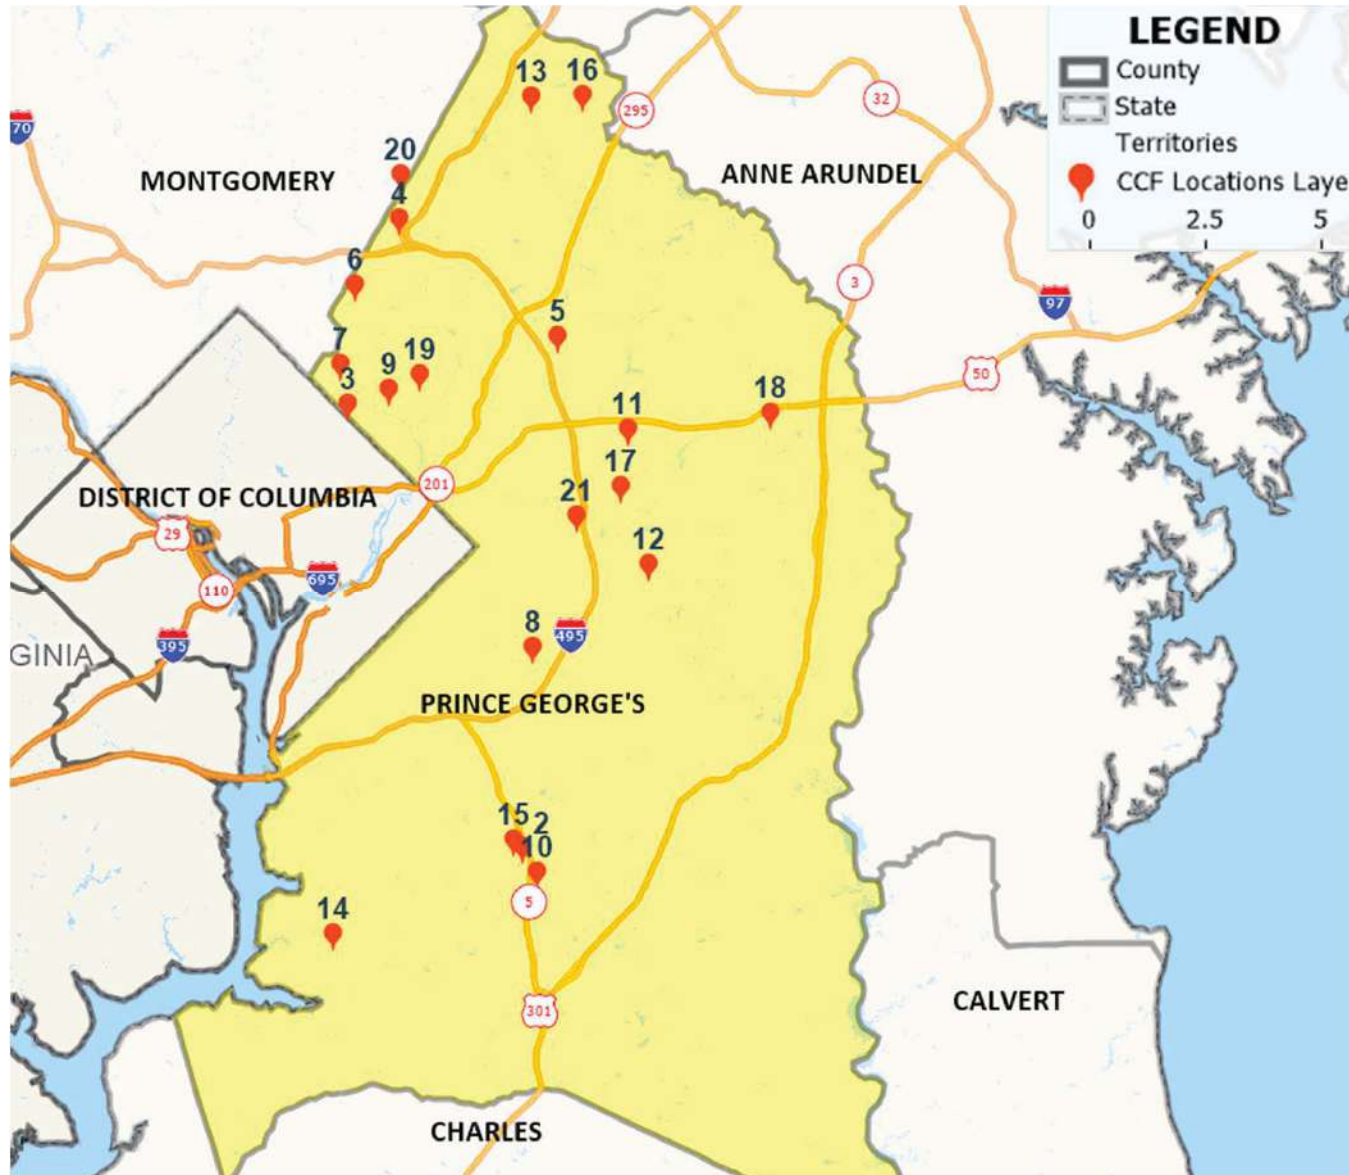 LEGEND
County
State
Territories
CCF Locations Laye
0 2.5 5
13
16
295
32
70
20
MONTGOMERY
ANNE ARUNDEL
4
6
3
97
5
7
9
19
3
50
18
11
17
201
DISTRICT OF COLUMBIA
21
29
12
695
110
8
495
395
GINIA
PRINCE GEORGE'S
15
2
10
5
14
301
CALVERT
CHARLES